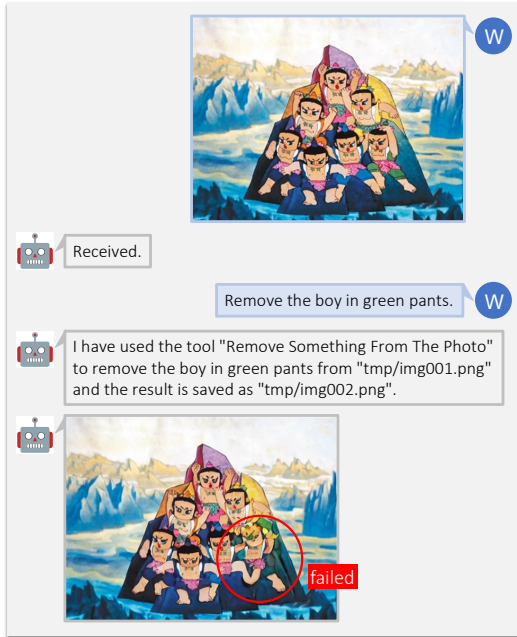 W
Received.
Remove the boy in green pants.
W
I have used the tool "Remove Something From The Photo"
to remove the boy in green pants from "tmp/img001.png"
and the result is saved as "tmp/img002.png".
failed